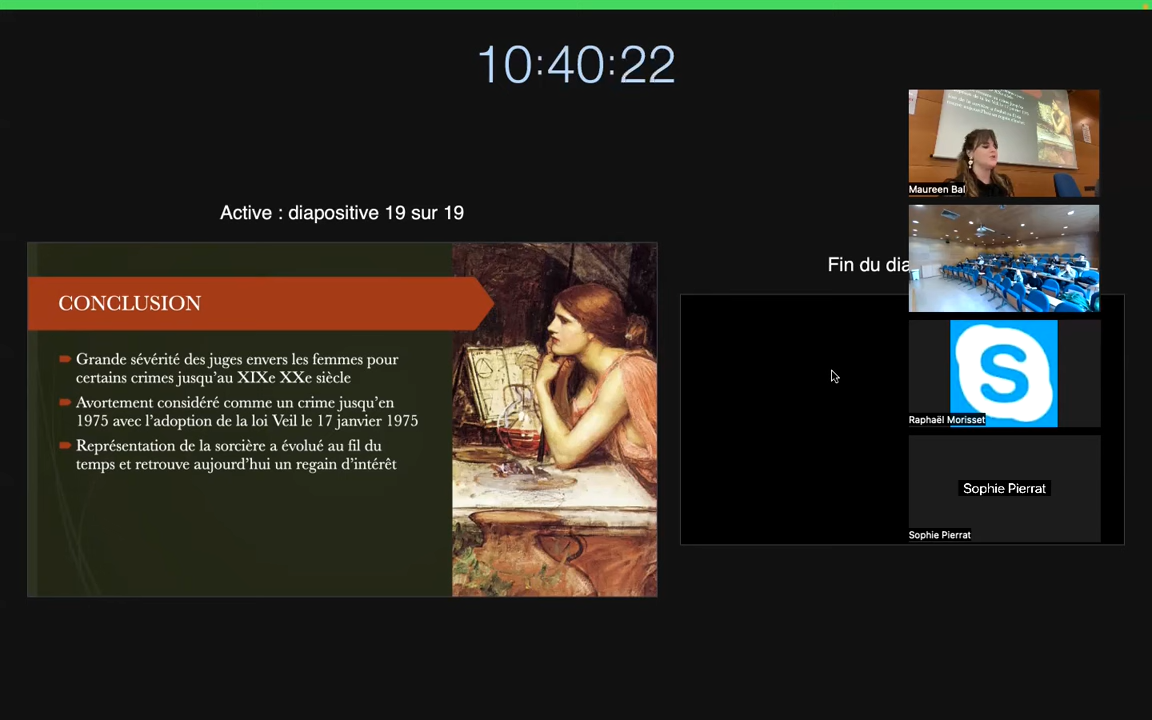 10:40:22
Active : diapositive 19 sur 19
CONCLUSION
Grande sévérité des juges envers les femmes pour
certains crimes jusqu'au XIXe XXe siècle
Avortement considéré comme un crime jusqu'en
1975 avec l'adoption de la loi Veil le 17 janvier 1975
Représentation de la sorcière a évolué au fil du
temps et retrouve aujourd'hui un regain d'intérêt
Fin du dia
Maureen Bal
S
Raphaël Morisset
Sophie Pierrat
Sophie Pierrat